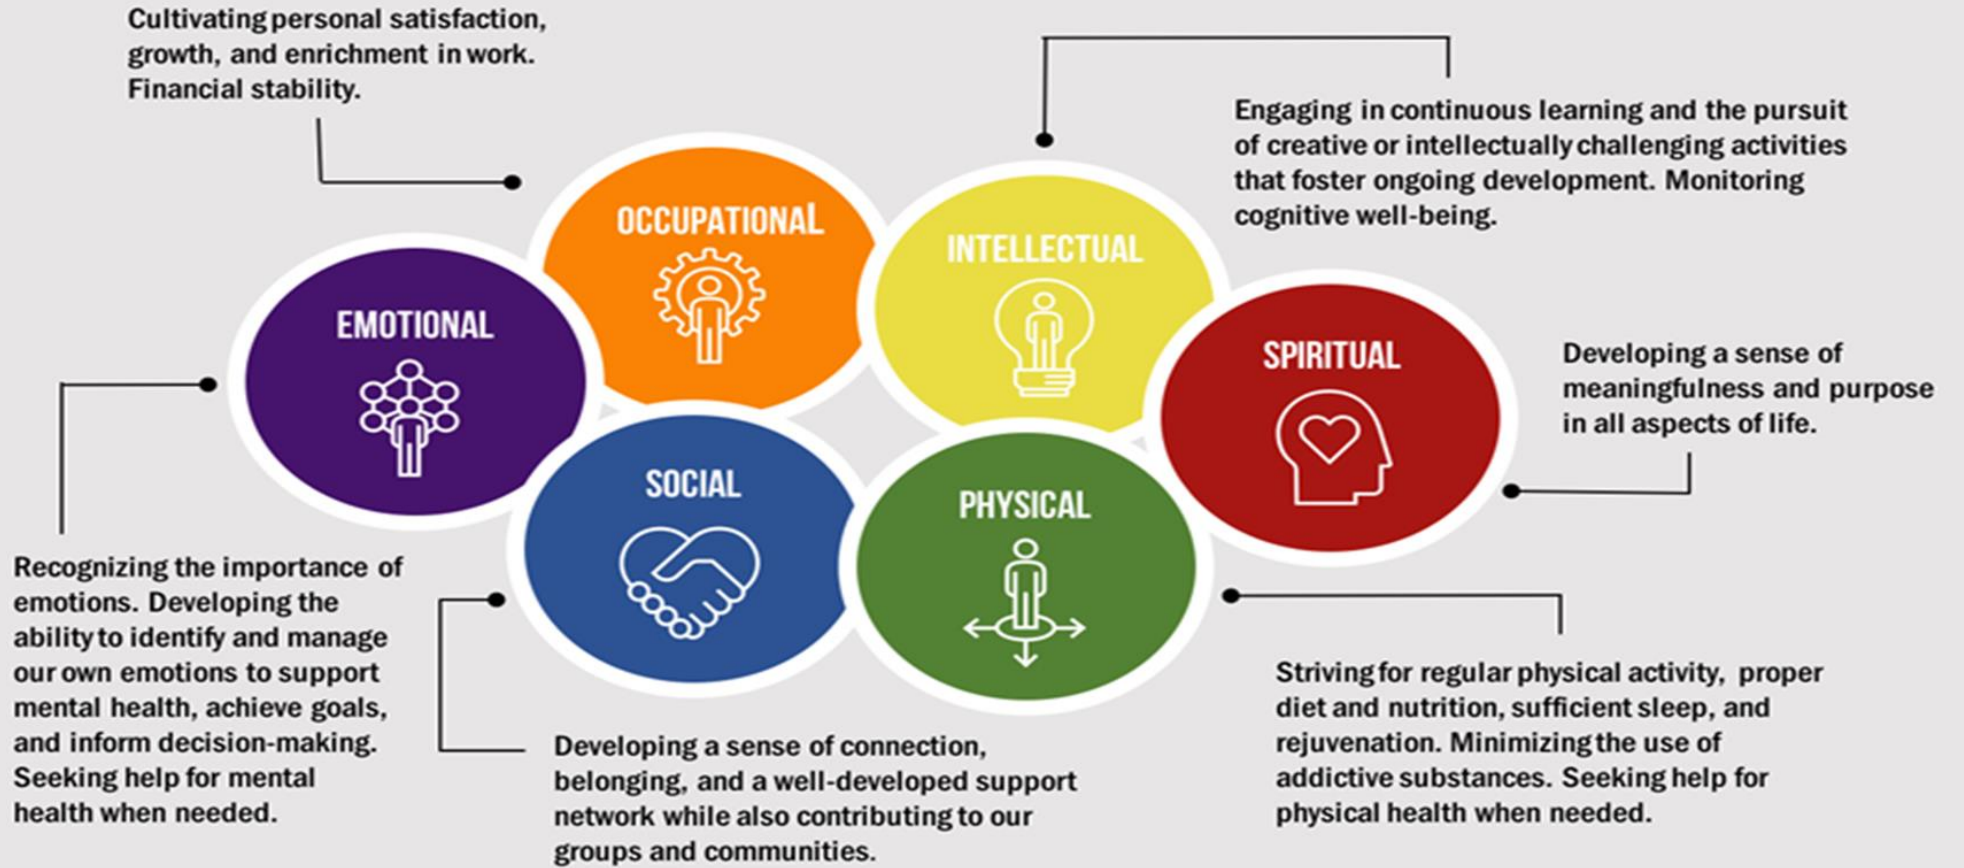 Cultivating personal satisfaction,
growth, and enrichment in work.
Financial stability.
Engaging in continuous learning and the pursuit
of creative or intellectually challenging activities
that foster ongoing development. Monitoring
cognitive well-being.
OCCUPATIONAL
INTELLECTUAL
EMOTIONAL
SPIRITUAL
Developing a sense of
meaningfulness and purpose
in all aspects of life.
SOCIAL
PHYSICAL
Recognizing the importance of
emotions. Developing the
ability to identify and manage
our own emotions to support
mental health, achieve goals,
and inform decision-making.
Seeking help for mental
health when needed.
Developing a sense of connection,
belonging, and a well-developed support
network while also contributing to our
groups and communities.
Striving for regular physical activity, proper
diet and nutrition, sufficient sleep, and
rejuvenation. Minimizing the use of
addictive substances. Seeking help for
physical health when needed.